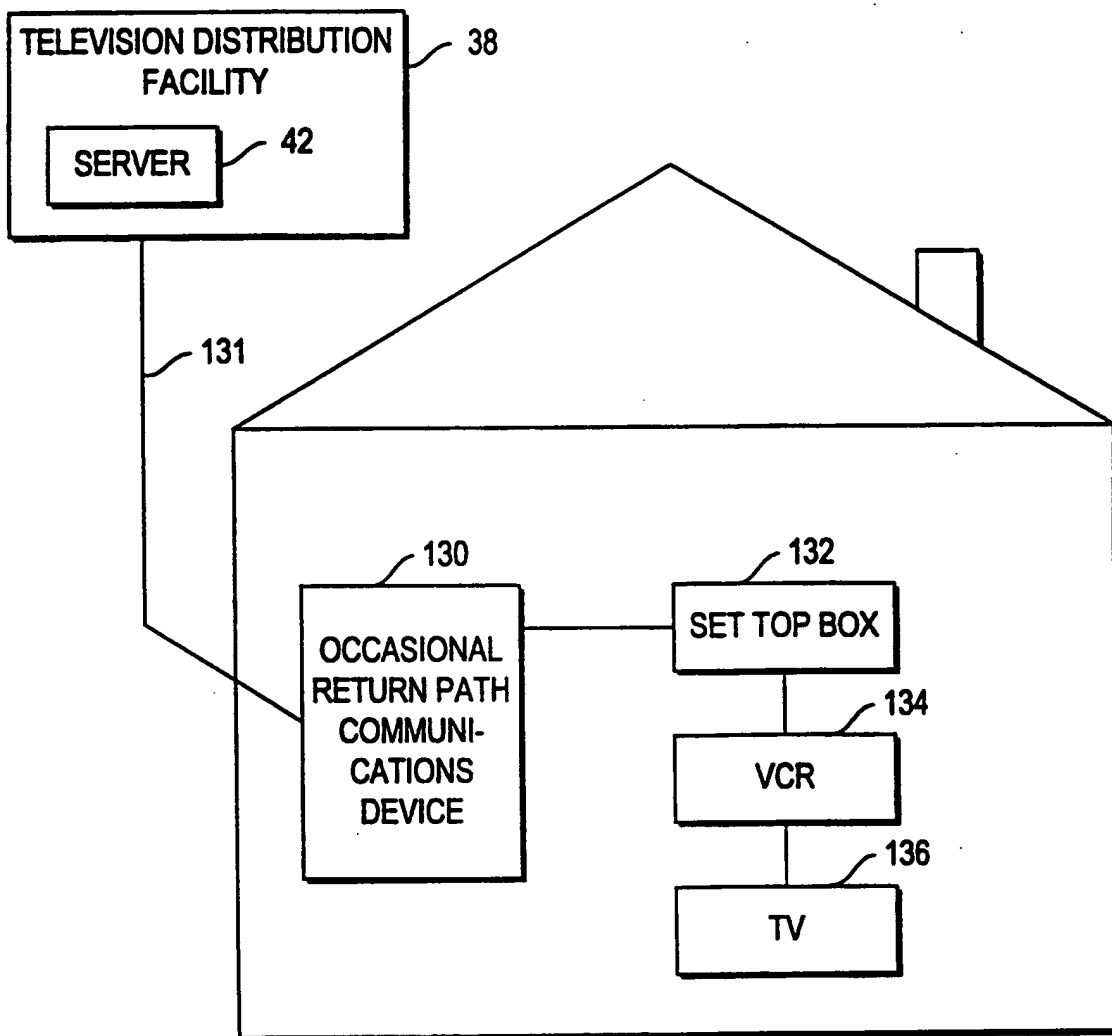 TELEVISION DISTRIBUTION
FACILITY
38
SERVER
42
131
130
OCCASIONAL
RETURN PATH
COMMUNI-
CATIONS
DEVICE
132
SET TOP BOX
134
VCR
136
TV